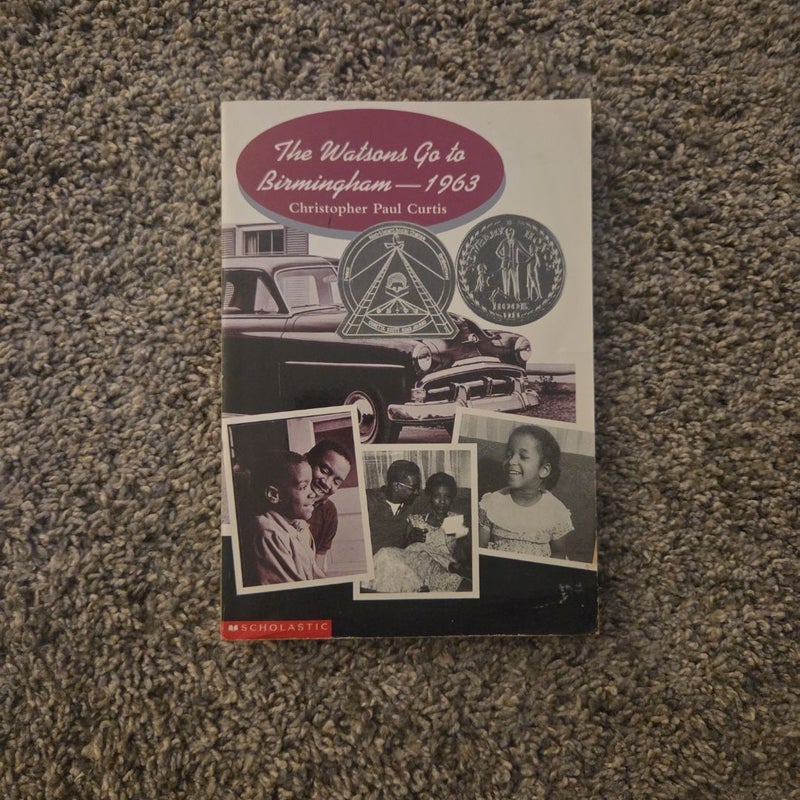 The Watsons Go to
Birmingham — 1963
Christopher Paul Curtis
SCHOLASTIC